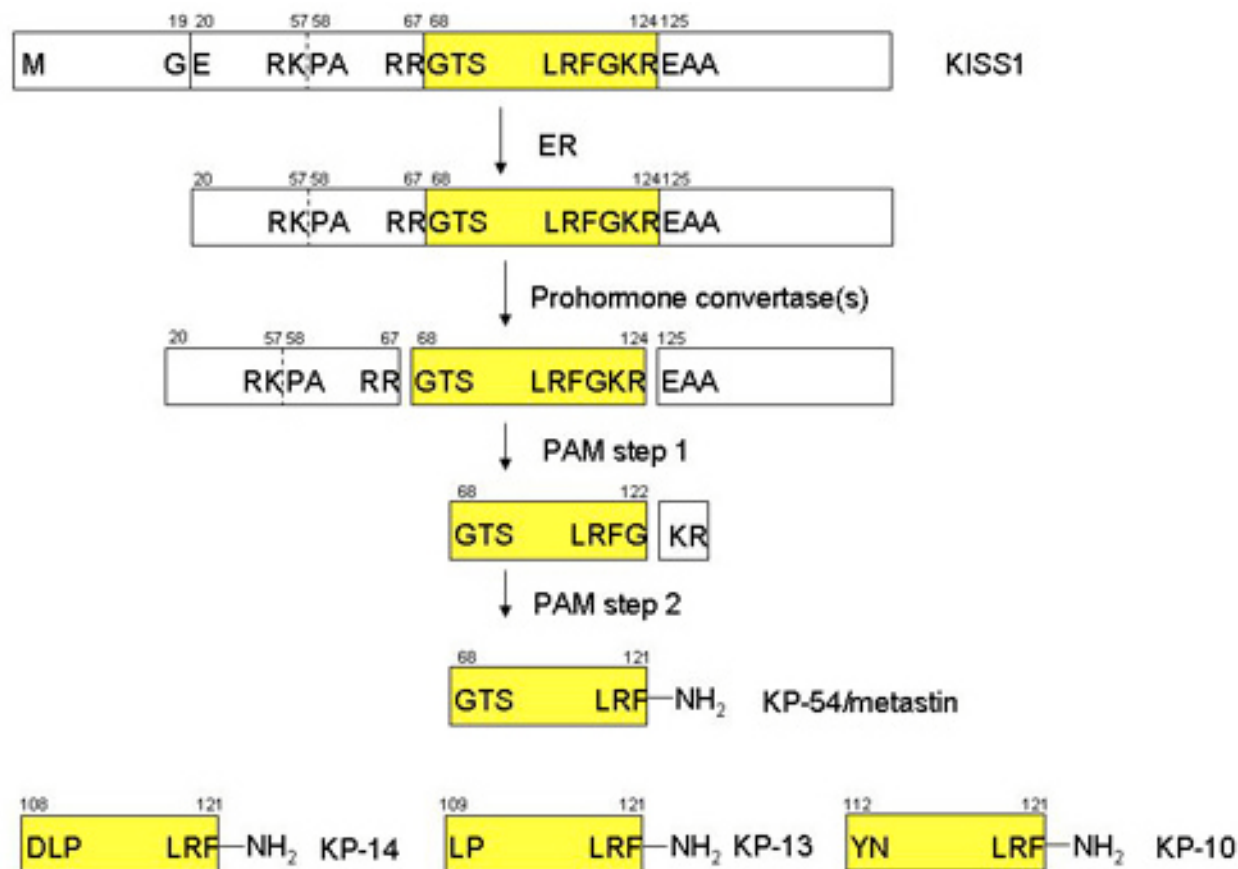 19 20 57 58 67 68 124 125
M G E RK PA RR GTS LRFGKR EAA KISS1
ER
20 57 58 67 68 124 125
RK PA RR GTS LRFGKR EAA
Prohormone convertase(s)
20 57 58 67 68 124 125
RK PA RR GTS LRFGKR EAA
PAM step 1
68 122
GTS LRFG KR
PAM step 2
68 121
GTS LRF NH2 KP-54/metastin
108 121 109 121 112 121
DLP LRF NH2 KP-14 LP LRF NH2 KP-13 YN LRF NH2 KP-10